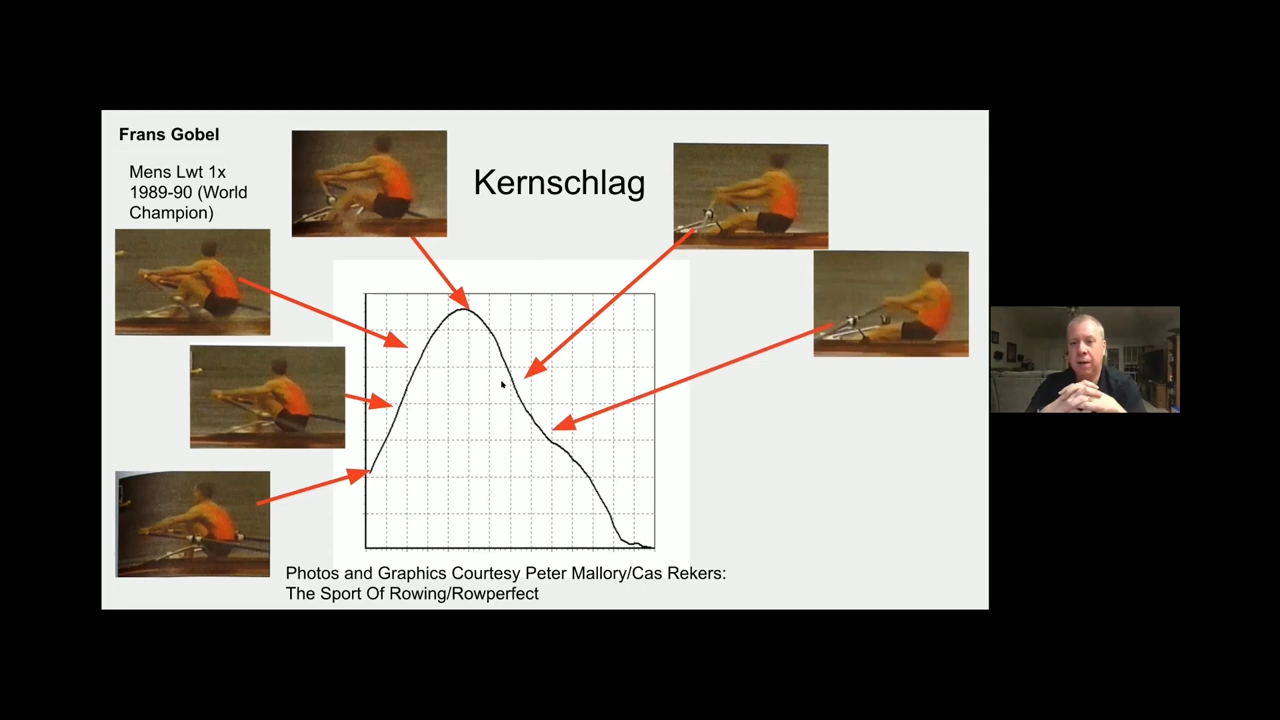 Frans Gobel
Kernschlag
Mens Lwt 1x
1989-90 (World
Champion)
Photos and Graphics Courtesy Peter Mallory/Cas Rekers:
The Sport Of Rowing/Rowperfect